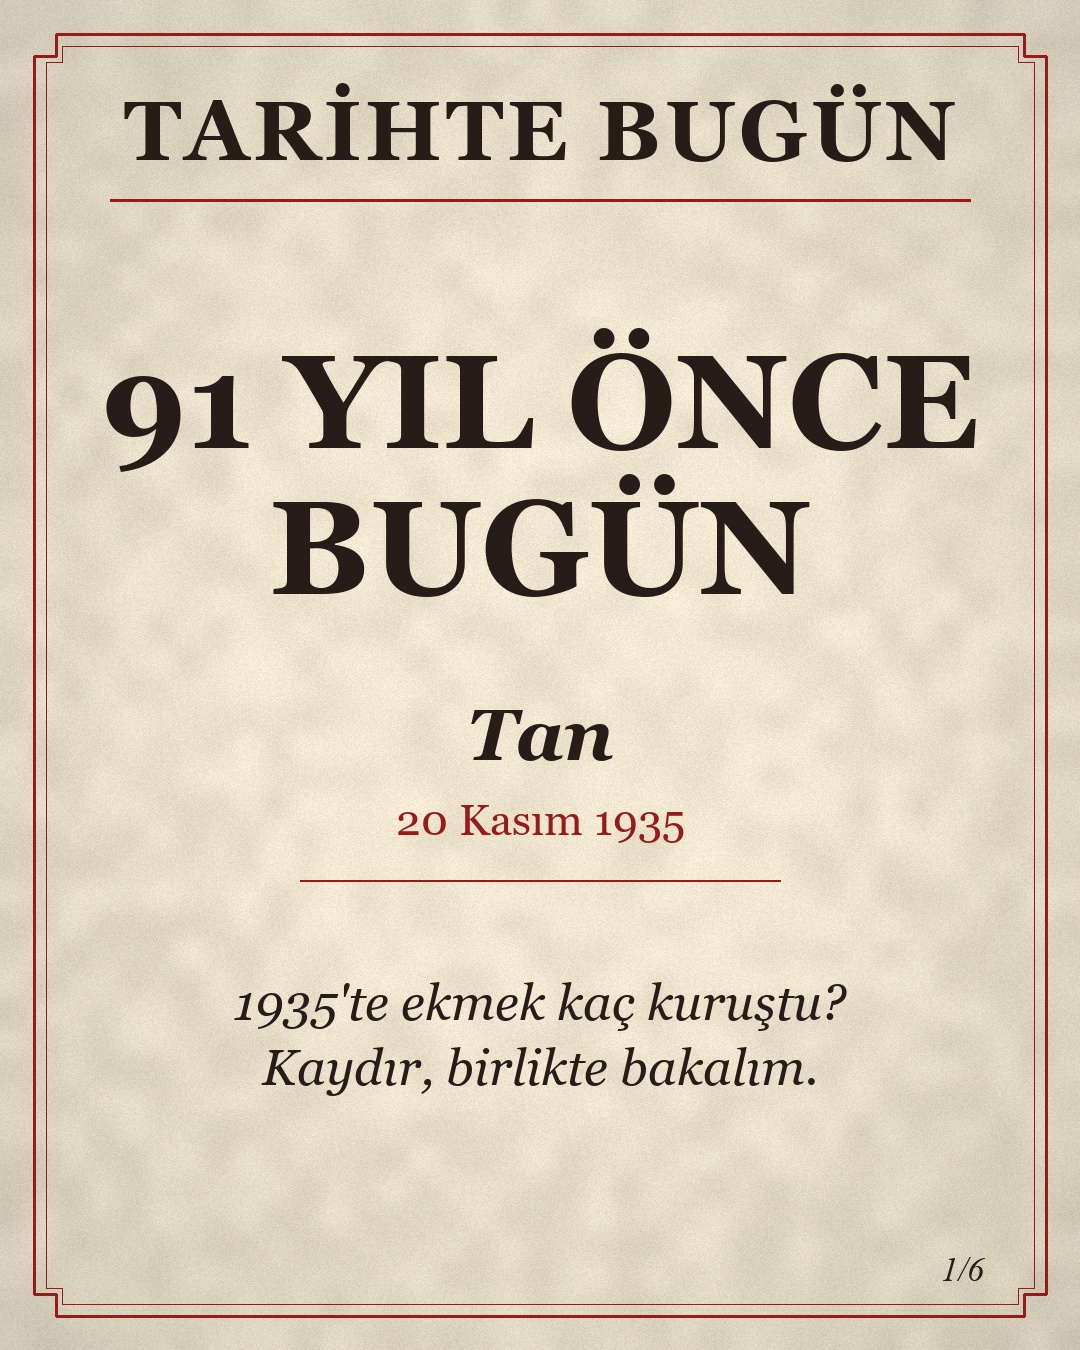 TARİHTE BUGÜN
91 YIL ÖNCE
BUGÜN
Tan
20 Kasım 1935
1935'te ekmek kaç kuruştu?
Kaydır, birlikte bakalım.
1/6